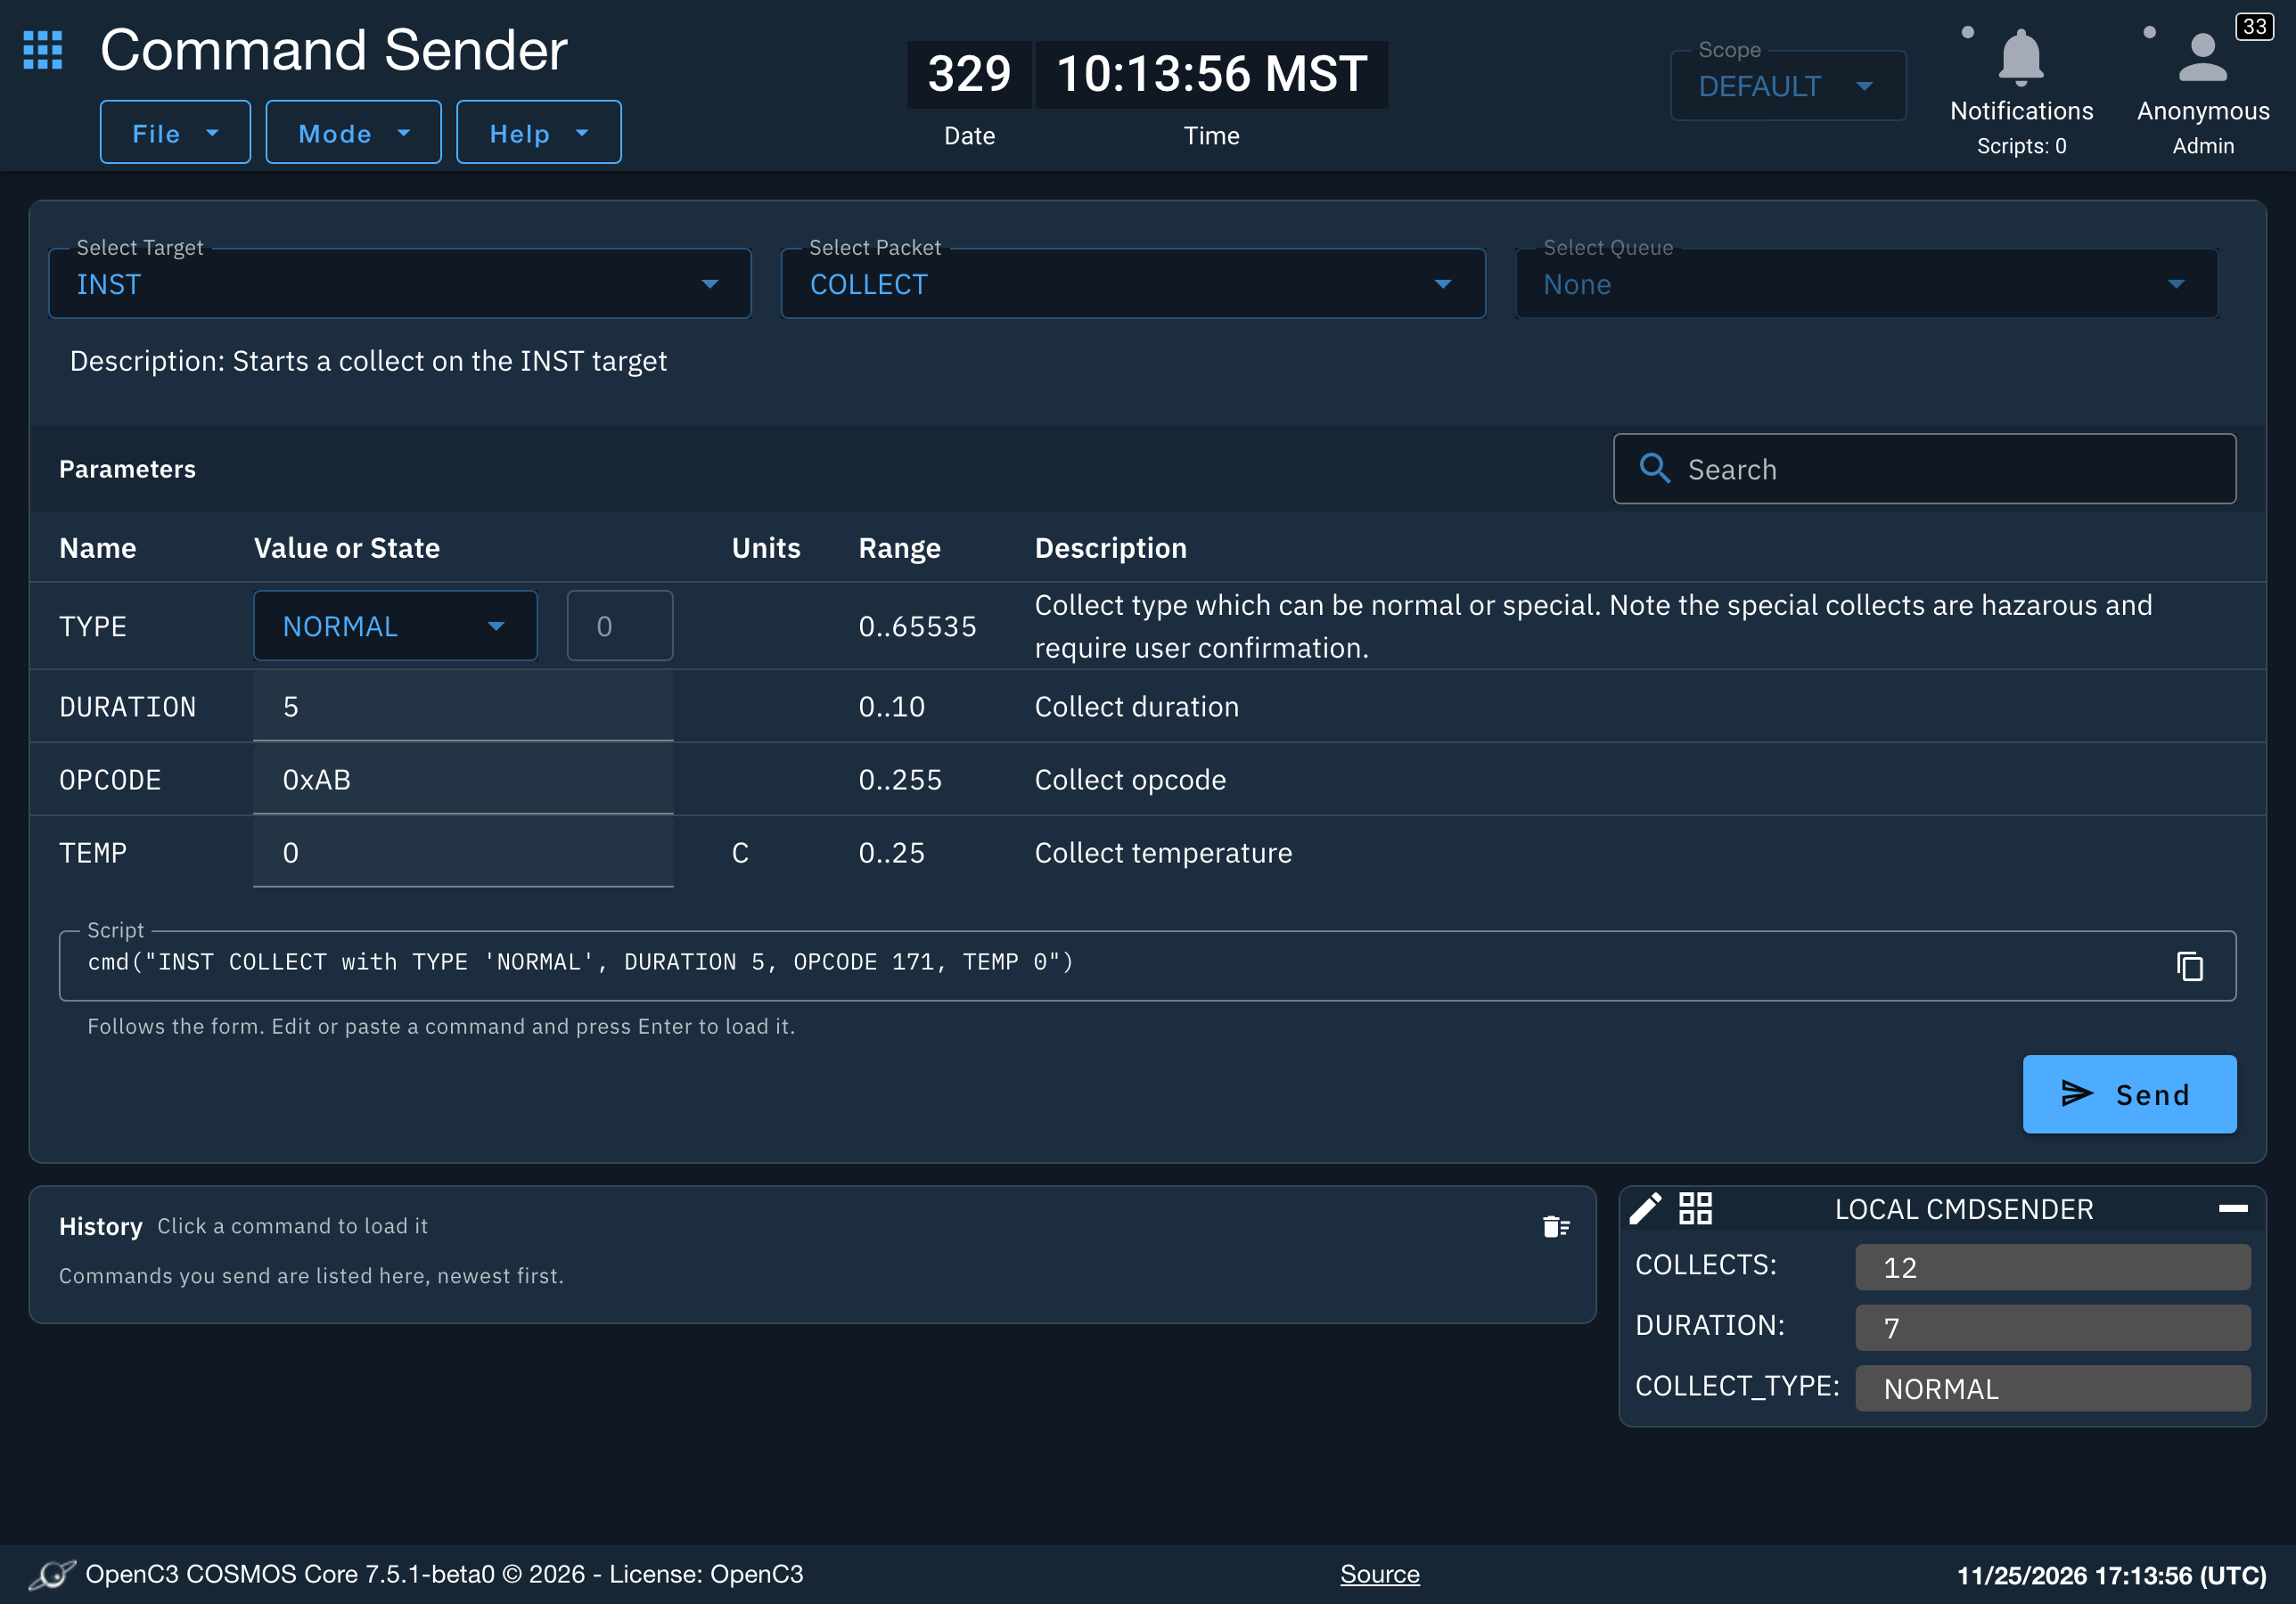 Command Sender
File
Mode
Help
329
10:13:56 MST
Date
Time
Scope
DEFAULT
Notifications
Scripts: 0
33
Anonymous
Admin
Select Target
INST
Select Packet
COLLECT
Select Queue
None
Description: Starts a collect on the INST target
Parameters
Search
Name Value or State Units Range Description
TYPE NORMAL 0 0..65535 Collect type which can be normal or special. Note the special collects are hazarous and
require user confirmation.
DURATION 5 0..10 Collect duration
OPCODE 0xAB 0..255 Collect opcode
TEMP 0 C 0..25 Collect temperature
Script
cmd("INST COLLECT with TYPE 'NORMAL', DURATION 5, OPCODE 171, TEMP 0")
Follows the form. Edit or paste a command and press Enter to load it.
Send
History Click a command to load it
Commands you send are listed here, newest first.
LOCAL CMDSENDER
COLLECTS: 12
DURATION: 7
COLLECT_TYPE: NORMAL
OpenC3 COSMOS Core 7.5.1-beta0 © 2026 - License: OpenC3
Source
11/25/2026 17:13:56 (UTC)